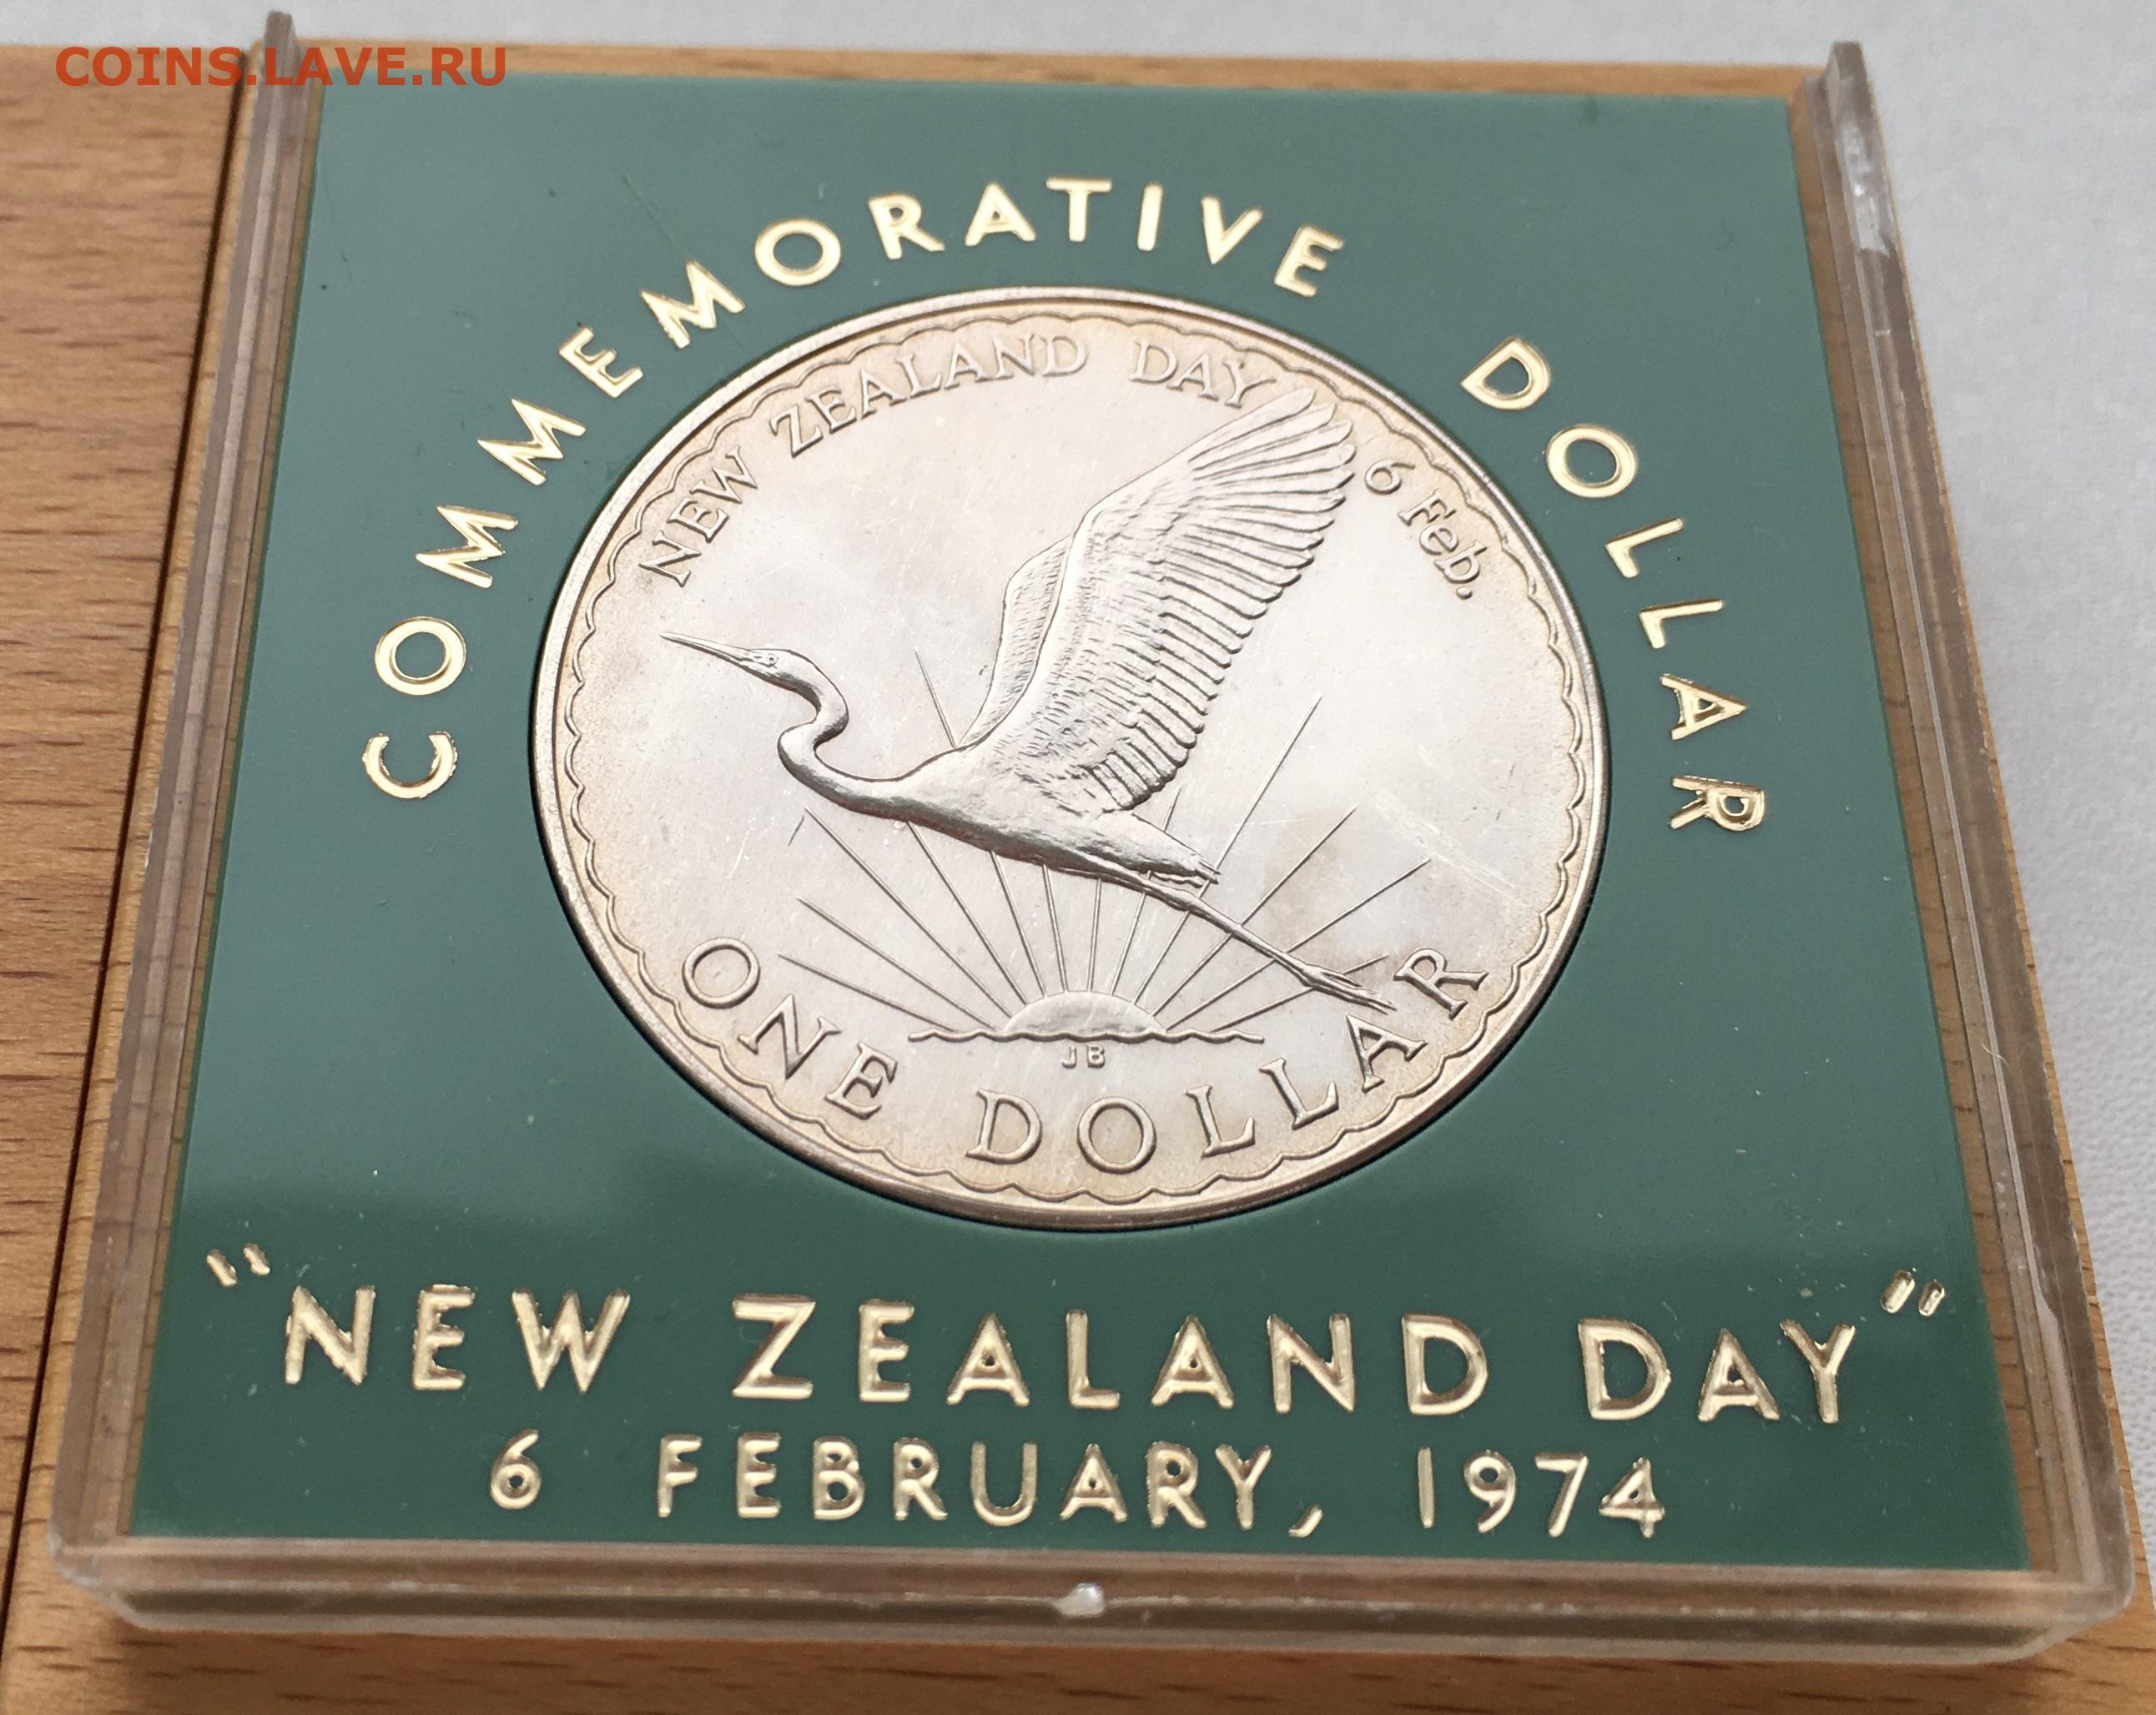 COINS.LAVE.RU
COMMEMORATIVE DOLLAR
NEW ZEALAND DAY 6 Feb.
JB
ONE DOLLAR
"NEW ZEALAND DAY"
6 FEBRUARY, 1974